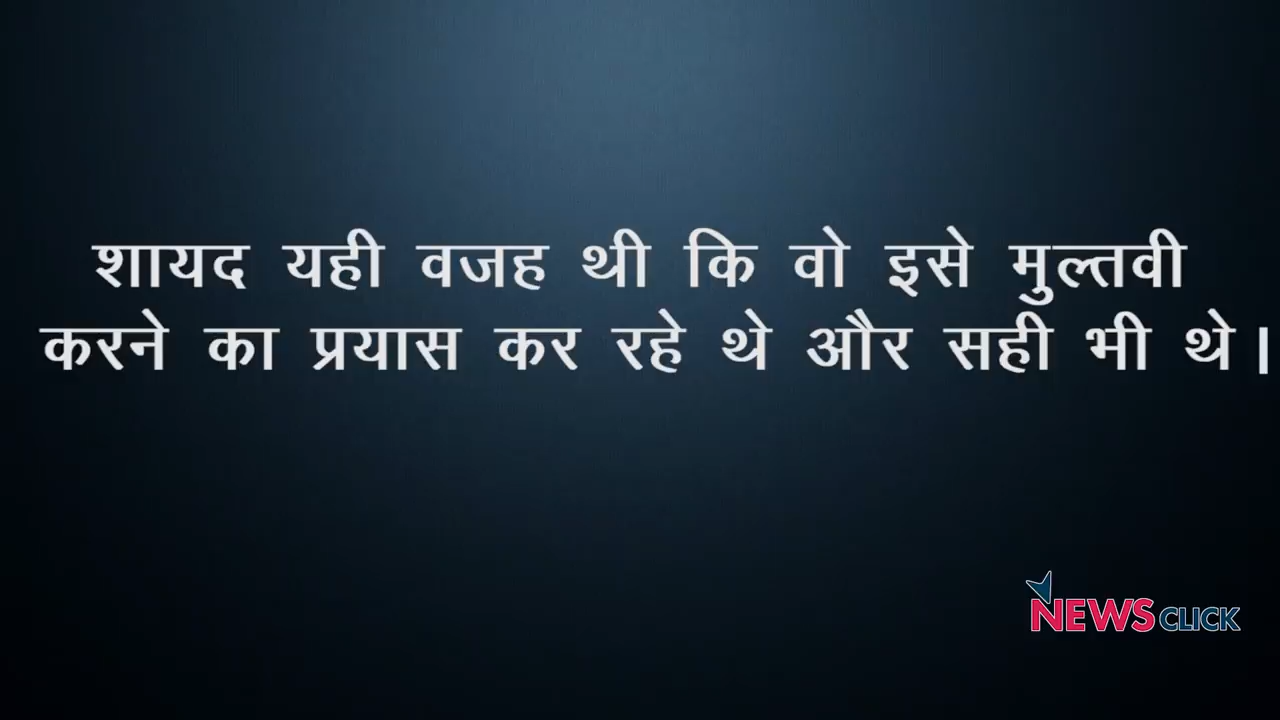 शायद यही वजह थी कि वो इसे मुल्तवी
करने का प्रयास कर रहे थे और सही भी थे।
NEWSCLICK